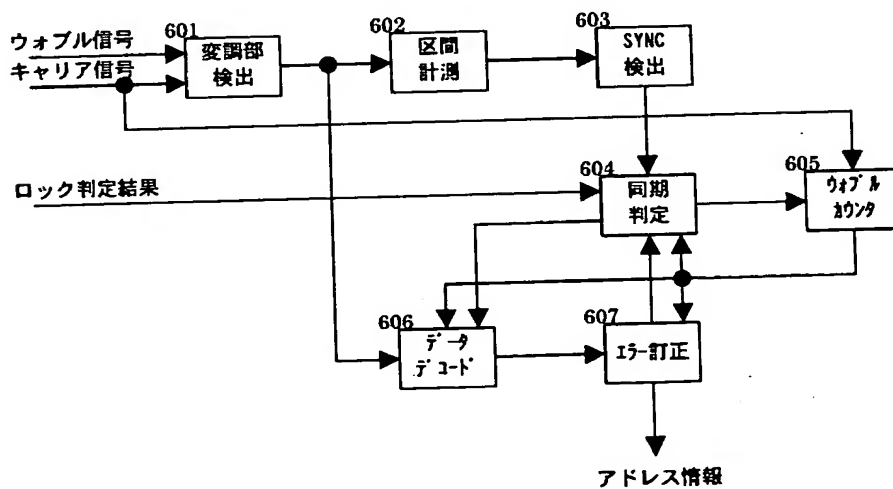 ウォブル信号
キャリア信号
601
変調部
検出
602
区間
計測
603
SYNC
検出
ロック判定結果
604
同期
判定
605
ｳｫﾌﾞﾙ
ｶｳﾝﾀ
606
ﾃﾞｰﾀ
ﾃﾞｺｰﾄﾞ
607
ｴﾗｰ訂正
アドレス情報